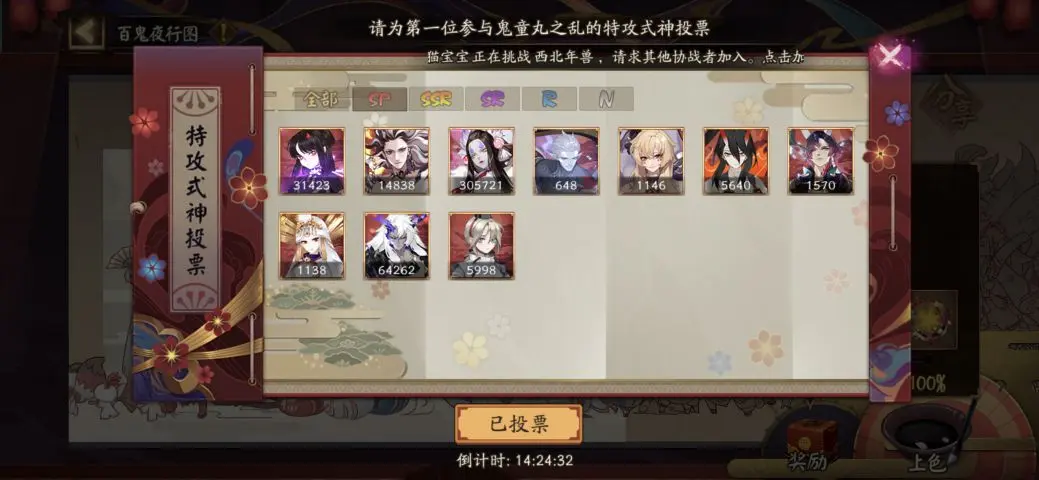 请为第一位参与鬼童丸之乱的特攻式神投票
百鬼夜行图
猫宝宝正在挑战西北年兽,请求其他协战者加入。点击加
全部 SP SSR SR R N
特攻式神投票
31423 14838 305721 648 1146 5640 1570
1138 64262 5998
分享
100%
已投票
倒计时: 14:24:32
奖励
上色